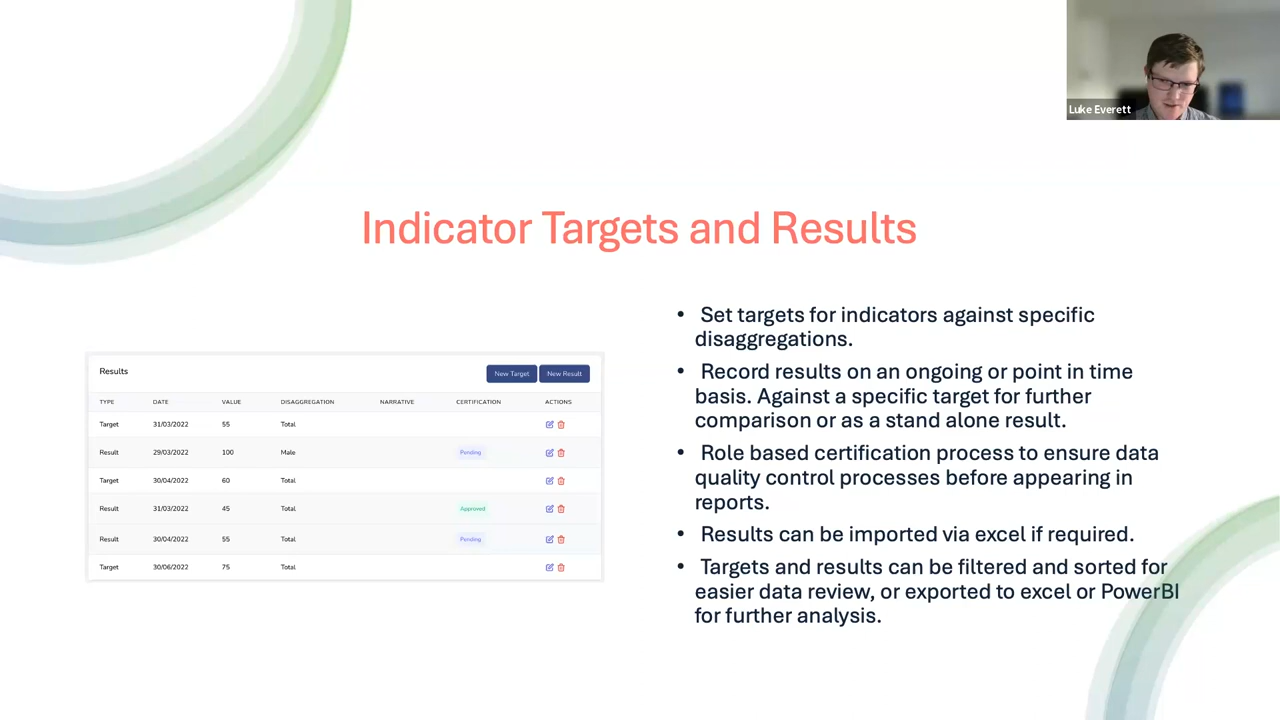 Luke Everett
Indicator Targets and Results
Results
New Target
New Result
TYPE DATE VALUE DISAGGREGATION NARRATIVE CERTIFICATION ACTIONS
Target 31/03/2022 55 Total
Result 29/03/2022 100 Male Pending
Target 30/04/2022 60 Total
Result 31/03/2022 45 Total Approved
Result 30/04/2022 55 Total Pending
Target 30/06/2022 75 Total
• Set targets for indicators against specific
disaggregations.
• Record results on an ongoing or point in time
basis. Against a specific target for further
comparison or as a stand alone result.
• Role based certification process to ensure data
quality control processes before appearing in
reports.
• Results can be imported via excel if required.
• Targets and results can be filtered and sorted for
easier data review, or exported to excel or PowerBI
for further analysis.